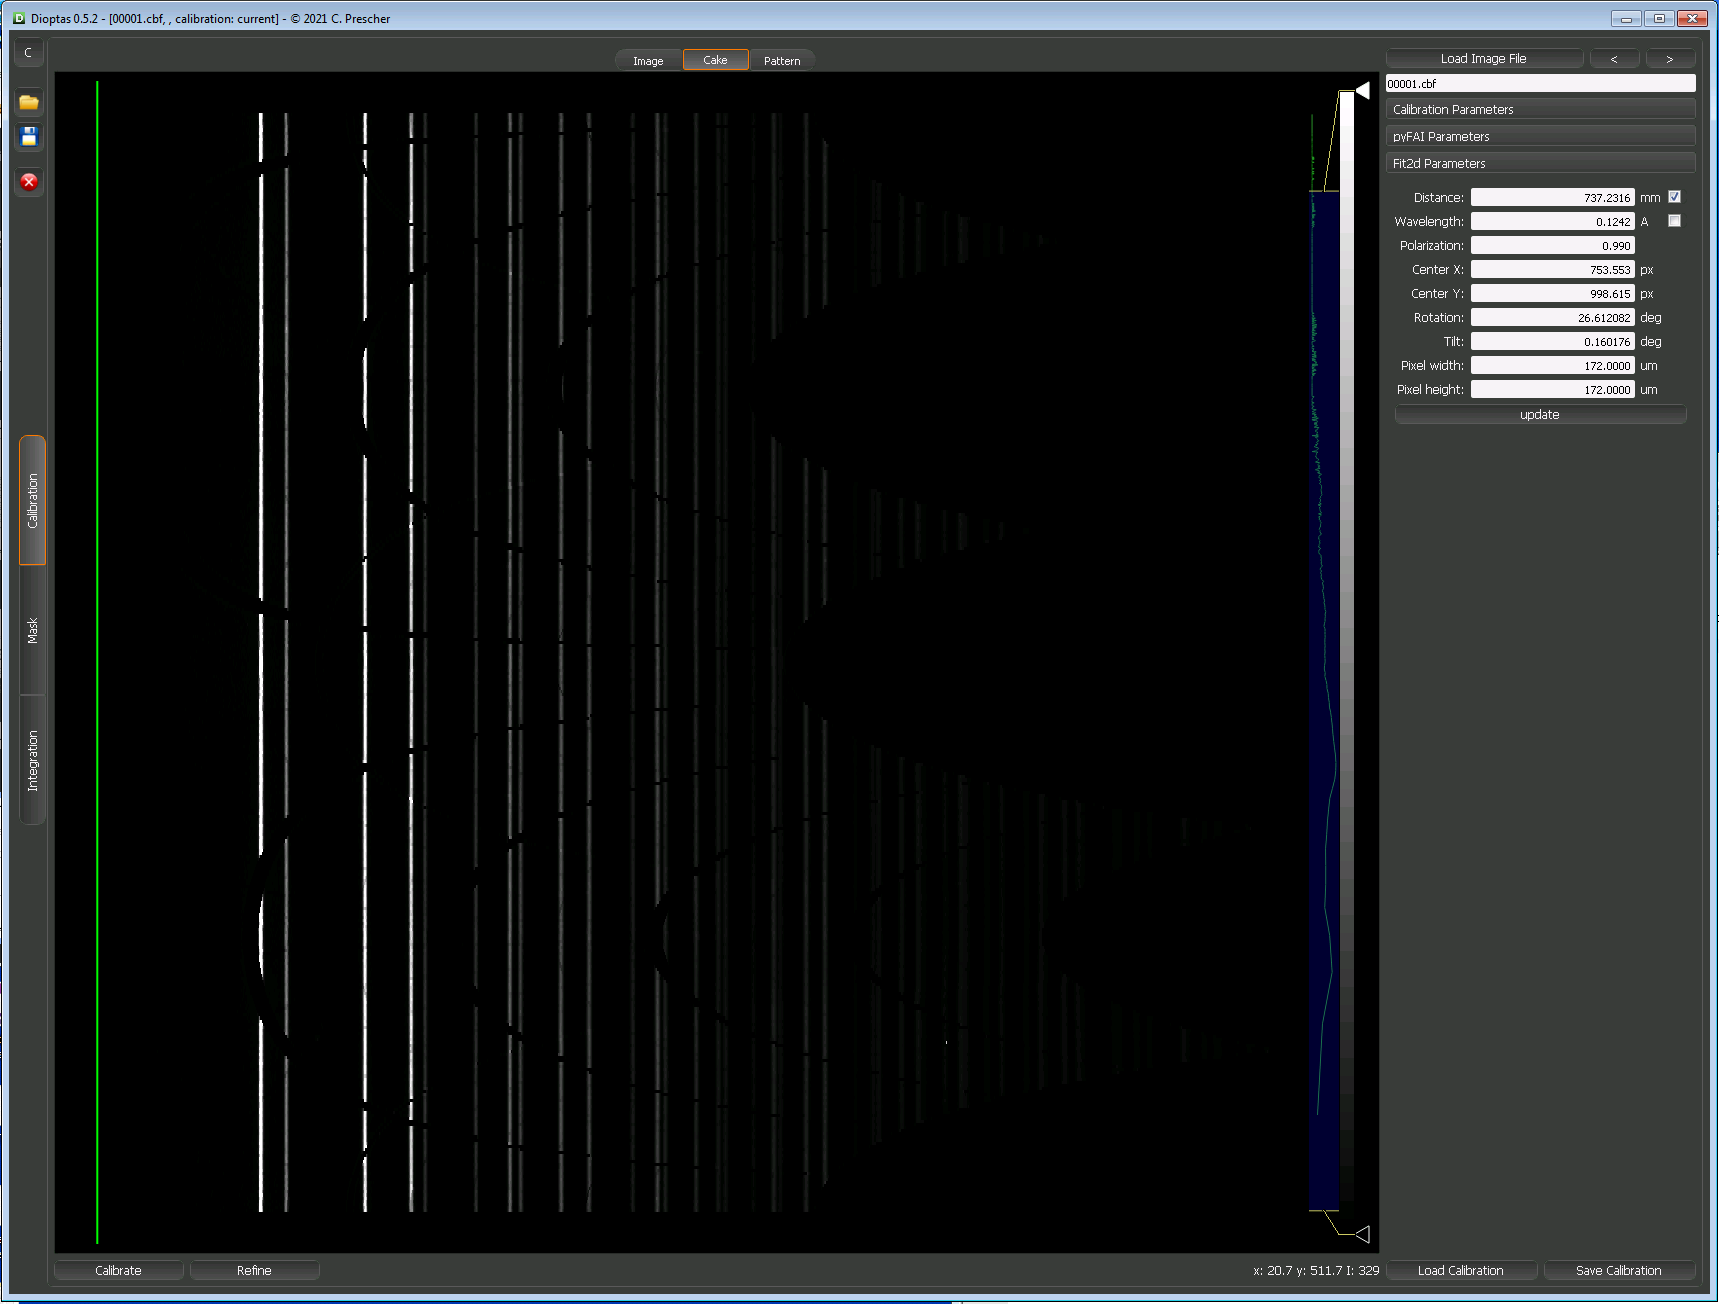 Dioptas 0.5.2 - [00001.cbf, , calibration: current] - © 2021 C. Prescher
C
Image Cake Pattern
Load Image File < >
00001.cbf
Calibration Parameters
pyFAI Parameters
Fit2d Parameters
Distance: 737.2316 mm
Wavelength: 0.1242 A
Polarization: 0.990
Center X: 753.553 px
Center Y: 998.615 px
Rotation: 26.612082 deg
Tilt: 0.160176 deg
Pixel width: 172.0000 um
Pixel height: 172.0000 um
update
Calibration
Mask
Integration
Calibrate Refine x: 20.7 y: 511.7 I: 329 Load Calibration Save Calibration